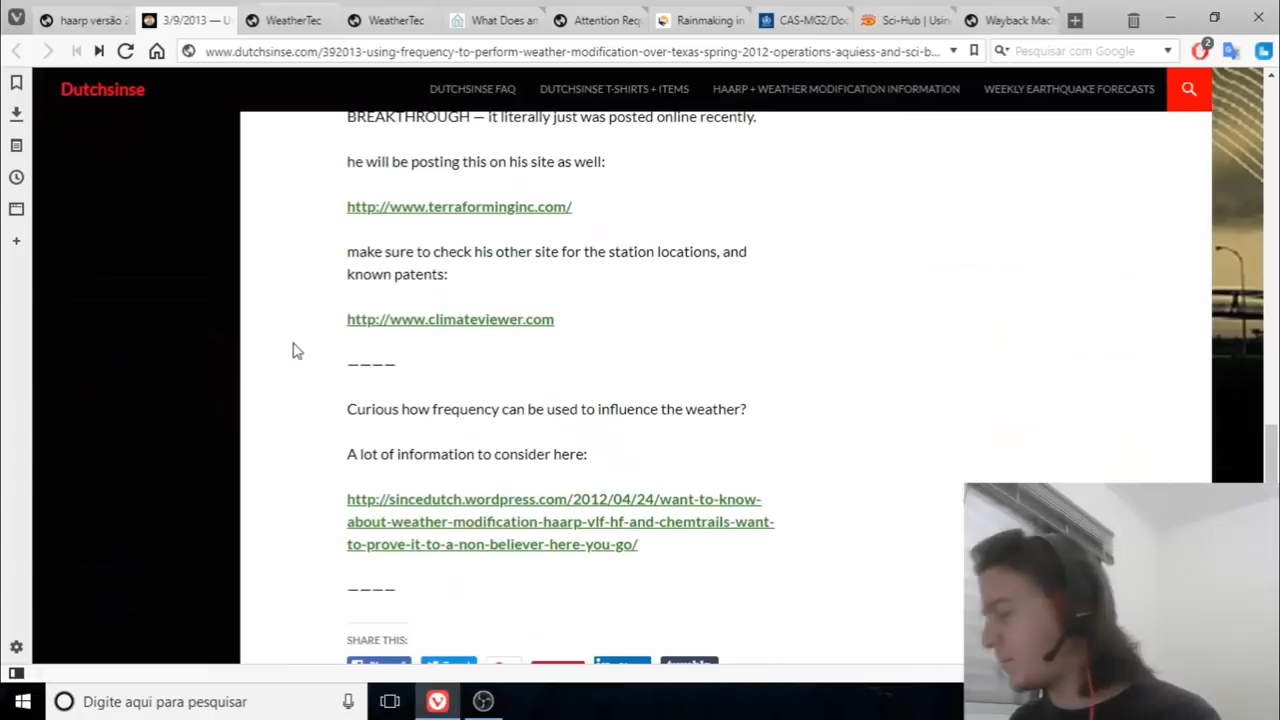 haarp versão 2
3/9/2013 — U
WeatherTec
WeatherTec
What Does an
Attention Req
Rainmaking in
CAS-MG2/Doc
Sci-Hub | Usin
Wayback Mac
www.dutchsinse.com/392013-using-frequency-to-perform-weather-modification-over-texas-spring-2012-operations-aquiess-and-sci-b...
Pesquisar com Google
2
Dutchsinse
DUTCHSINSE FAQ
DUTCHSINSE T-SHIRTS + ITEMS
HAARP + WEATHER MODIFICATION INFORMATION
WEEKLY EARTHQUAKE FORECASTS
BREAKTHROUGH — it literally just was posted online recently.
he will be posting this on his site as well:
http://www.terraforminginc.com/
make sure to check his other site for the station locations, and
known patents:
http://www.climateviewer.com
————
Curious how frequency can be used to influence the weather?
A lot of information to consider here:
http://sincedutch.wordpress.com/2012/04/24/want-to-know-
about-weather-modification-haarp-vlf-hf-and-chemtrails-want-
to-prove-it-to-a-non-believer-here-you-go/
————
SHARE THIS:
Digite aqui para pesquisar